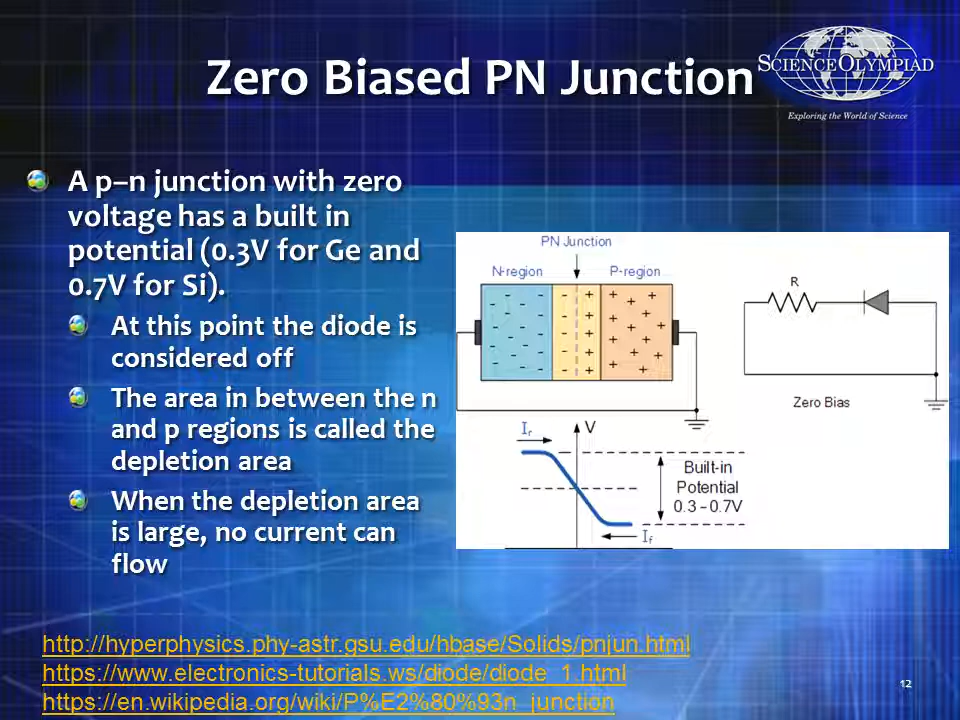 Zero Biased PN Junction
SCIENCE OLYMPIAD
Exploring the World of Science
A p–n junction with zero
voltage has a built in
potential (0.3V for Ge and
0.7V for Si).
At this point the diode is
considered off
The area in between the n
and p regions is called the
depletion area
When the depletion area
is large, no current can
flow
PN Junction
N-region
P-region
R
Zero Bias
Ir
V
Built-in
Potential
0.3 – 0.7V
If
http://hyperphysics.phy-astr.gsu.edu/hbase/Solids/pnjun.html
https://www.electronics-tutorials.ws/diode/diode_1.html
https://en.wikipedia.org/wiki/P%E2%80%93n_junction
12